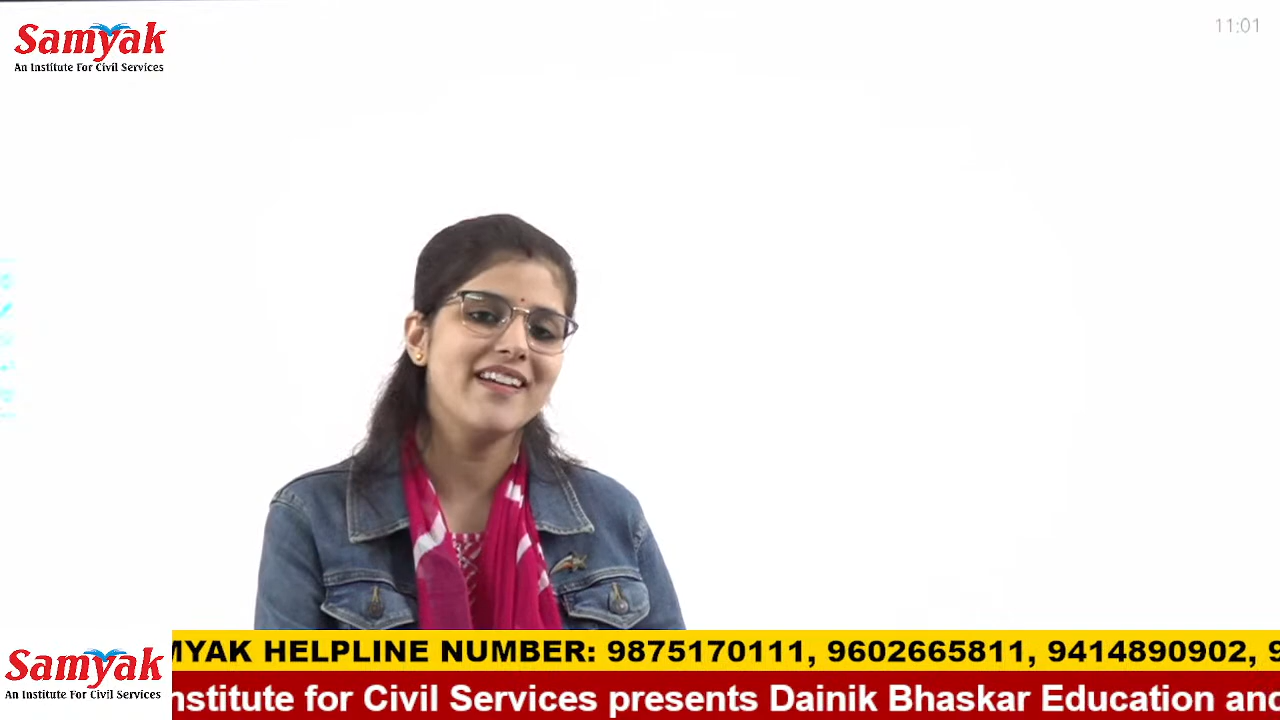 Samyak
An Institute For Civil Services
11:01
MYAK HELPLINE NUMBER: 9875170111, 9602665811, 9414890902, 9
Samyak
An Institute For Civil Services
nstitute for Civil Services presents Dainik Bhaskar Education and